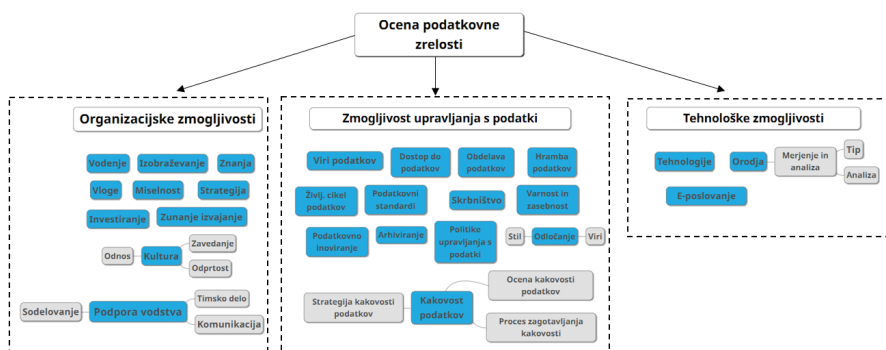 Ocena podatkovne
zrelosti
Organizacijske zmogljivosti
Vodenje
Izobraževanje
Znanja
Vloge
Miselnost
Strategija
Investiranje
Zunanje izvajanje
Odnos
Kultura
Zavedanje
Odprtost
Sodelovanje
Podpora vodstva
Timsko delo
Komunikacija
Zmogljivost upravljanja s podatki
Viri podatkov
Dostop do
podatkov
Obdelava
podatkov
Hramba
podatkov
Življ. cikel
podatkov
Podatkovni
standardi
Skrbništvo
Varnost in
zasebnost
Podatkovno
inoviranje
Arhiviranje
Politike
upravljanja s
podatki
Stil
Odločanje
Viri
Strategija kakovosti
podatkov
Kakovost
podatkov
Ocena kakovosti
podatkov
Proces zagotavljanja
kakovosti
Tehnološke zmogljivosti
Tehnologije
Orodja
Merjenje in
analiza
Tip
Analiza
E-poslovanje